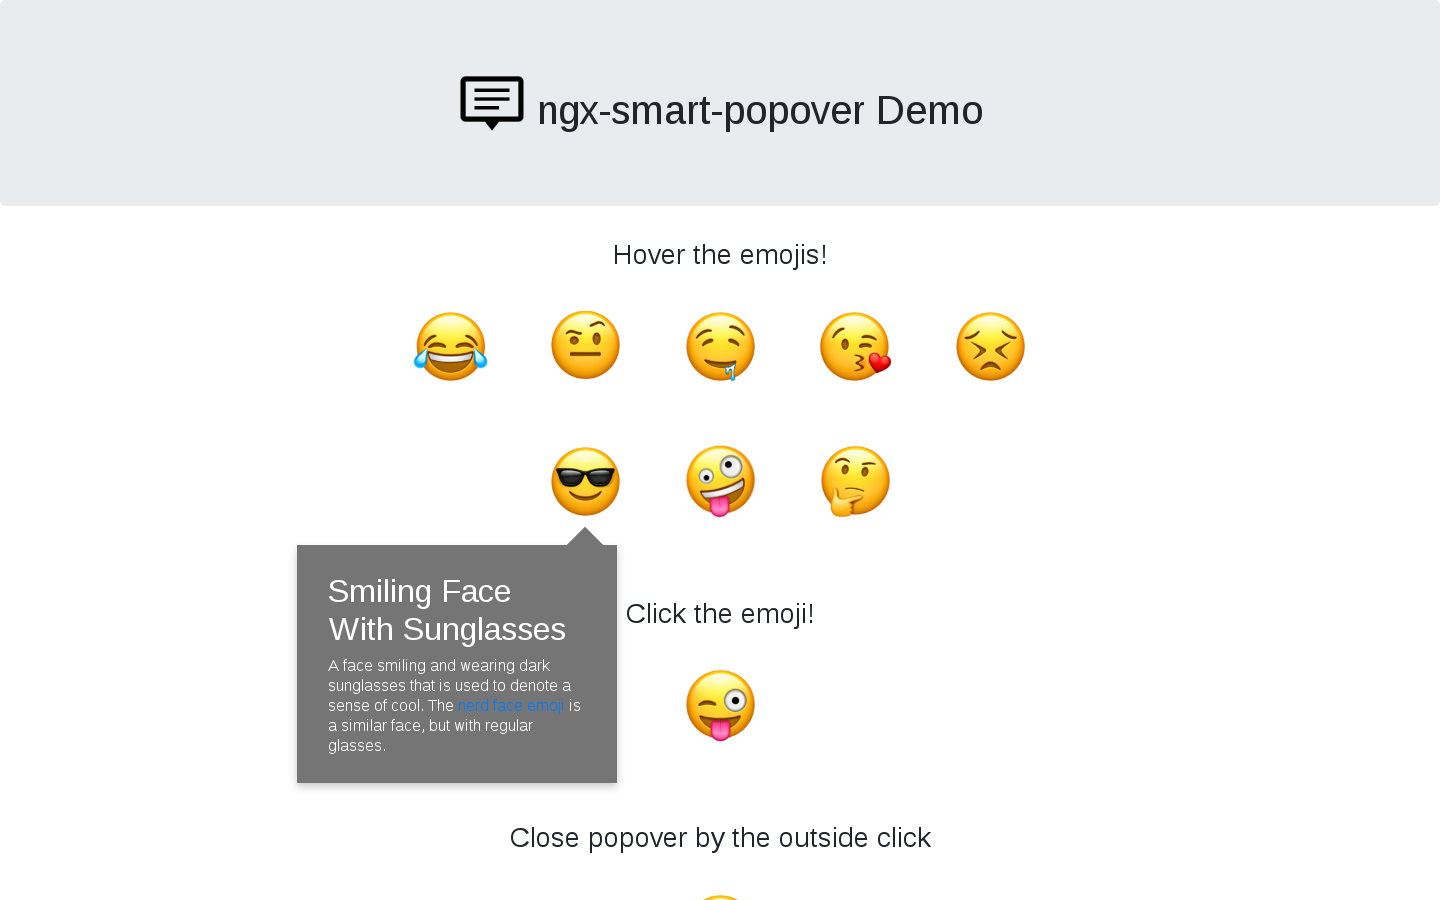 ngx-smart-popover Demo
Hover the emojis!
Smiling Face
With Sunglasses
A face smiling and wearing dark
sunglasses that is used to denote a
sense of cool. The nerd face emoji is
a similar face, but with regular
glasses.
Click the emoji!
Close popover by the outside click